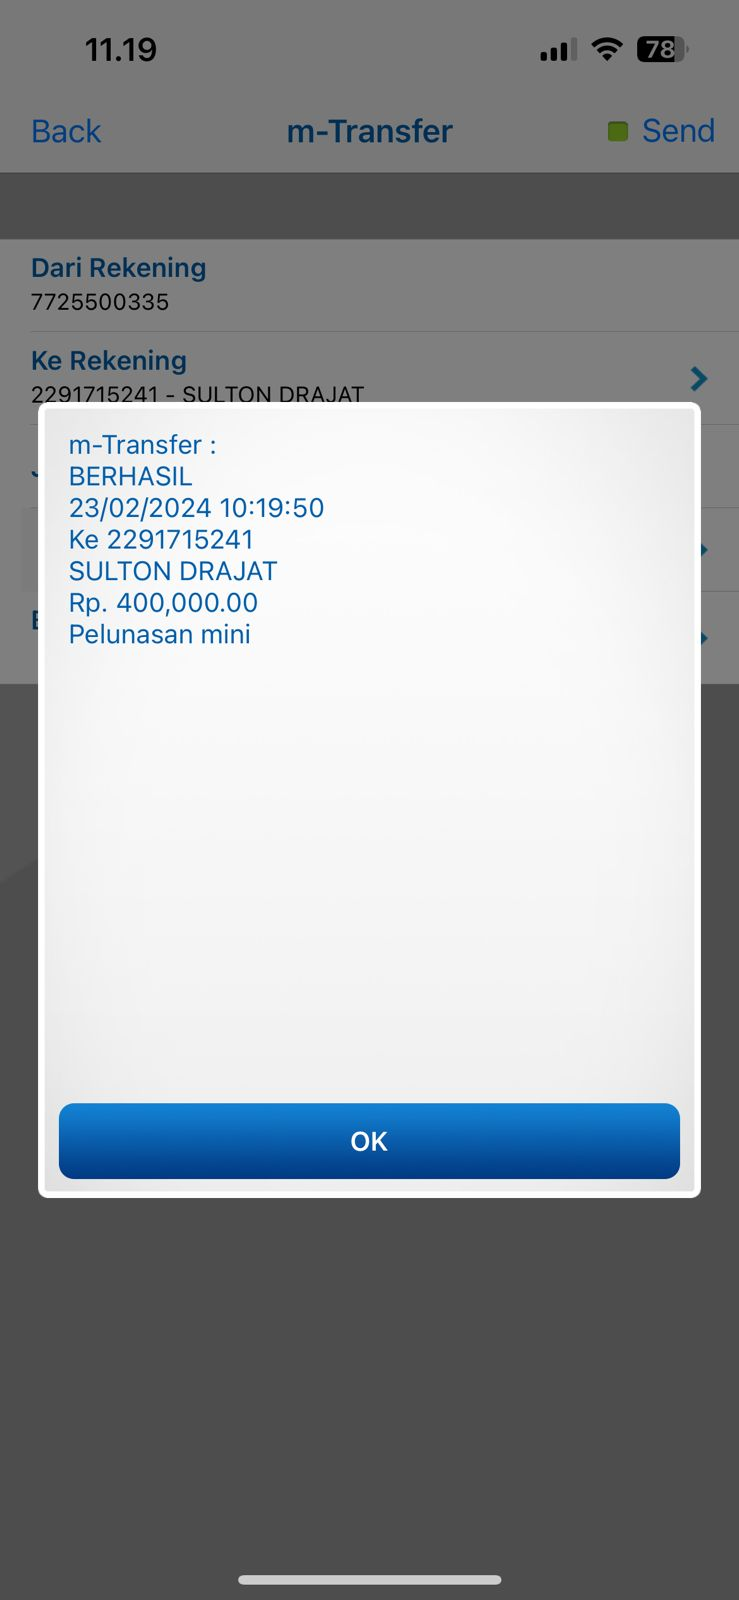 11.19
78
Back
m-Transfer
Send
Dari Rekening
7725500335
Ke Rekening
2291715241 - SULTON DRAJAT
m-Transfer :
BERHASIL
23/02/2024 10:19:50
Ke 2291715241
SULTON DRAJAT
Rp. 400,000.00
Pelunasan mini
OK